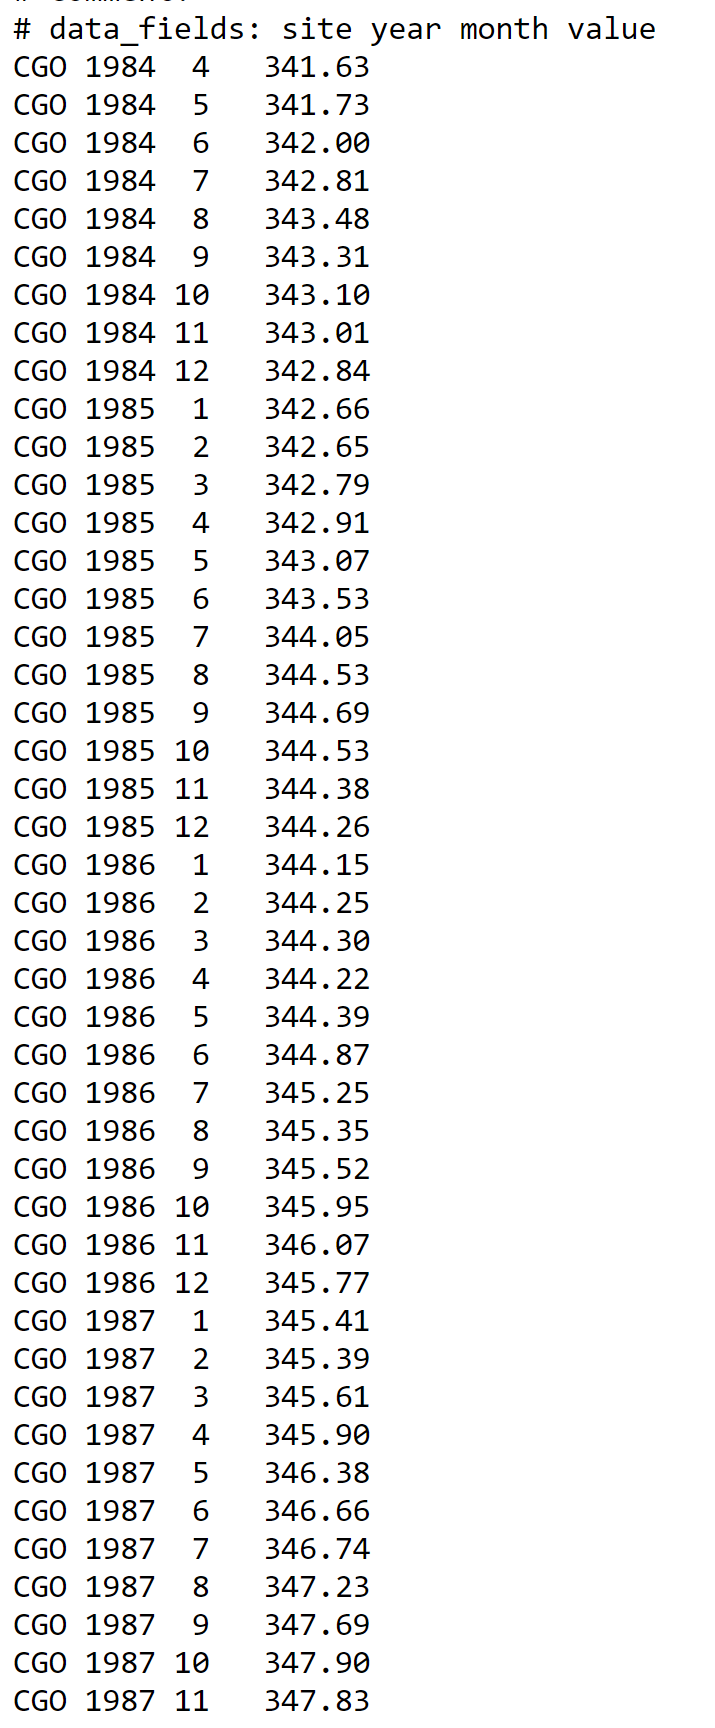 # data_fields: site year month value
CGO 1984  4   341.63
CGO 1984  5   341.73
CGO 1984  6   342.00
CGO 1984  7   342.81
CGO 1984  8   343.48
CGO 1984  9   343.31
CGO 1984 10   343.10
CGO 1984 11   343.01
CGO 1984 12   342.84
CGO 1985  1   342.66
CGO 1985  2   342.65
CGO 1985  3   342.79
CGO 1985  4   342.91
CGO 1985  5   343.07
CGO 1985  6   343.53
CGO 1985  7   344.05
CGO 1985  8   344.53
CGO 1985  9   344.69
CGO 1985 10   344.53
CGO 1985 11   344.38
CGO 1985 12   344.26
CGO 1986  1   344.15
CGO 1986  2   344.25
CGO 1986  3   344.30
CGO 1986  4   344.22
CGO 1986  5   344.39
CGO 1986  6   344.87
CGO 1986  7   345.25
CGO 1986  8   345.35
CGO 1986  9   345.52
CGO 1986 10   345.95
CGO 1986 11   346.07
CGO 1986 12   345.77
CGO 1987  1   345.41
CGO 1987  2   345.39
CGO 1987  3   345.61
CGO 1987  4   345.90
CGO 1987  5   346.38
CGO 1987  6   346.66
CGO 1987  7   346.74
CGO 1987  8   347.23
CGO 1987  9   347.69
CGO 1987 10   347.90
CGO 1987 11   347.83